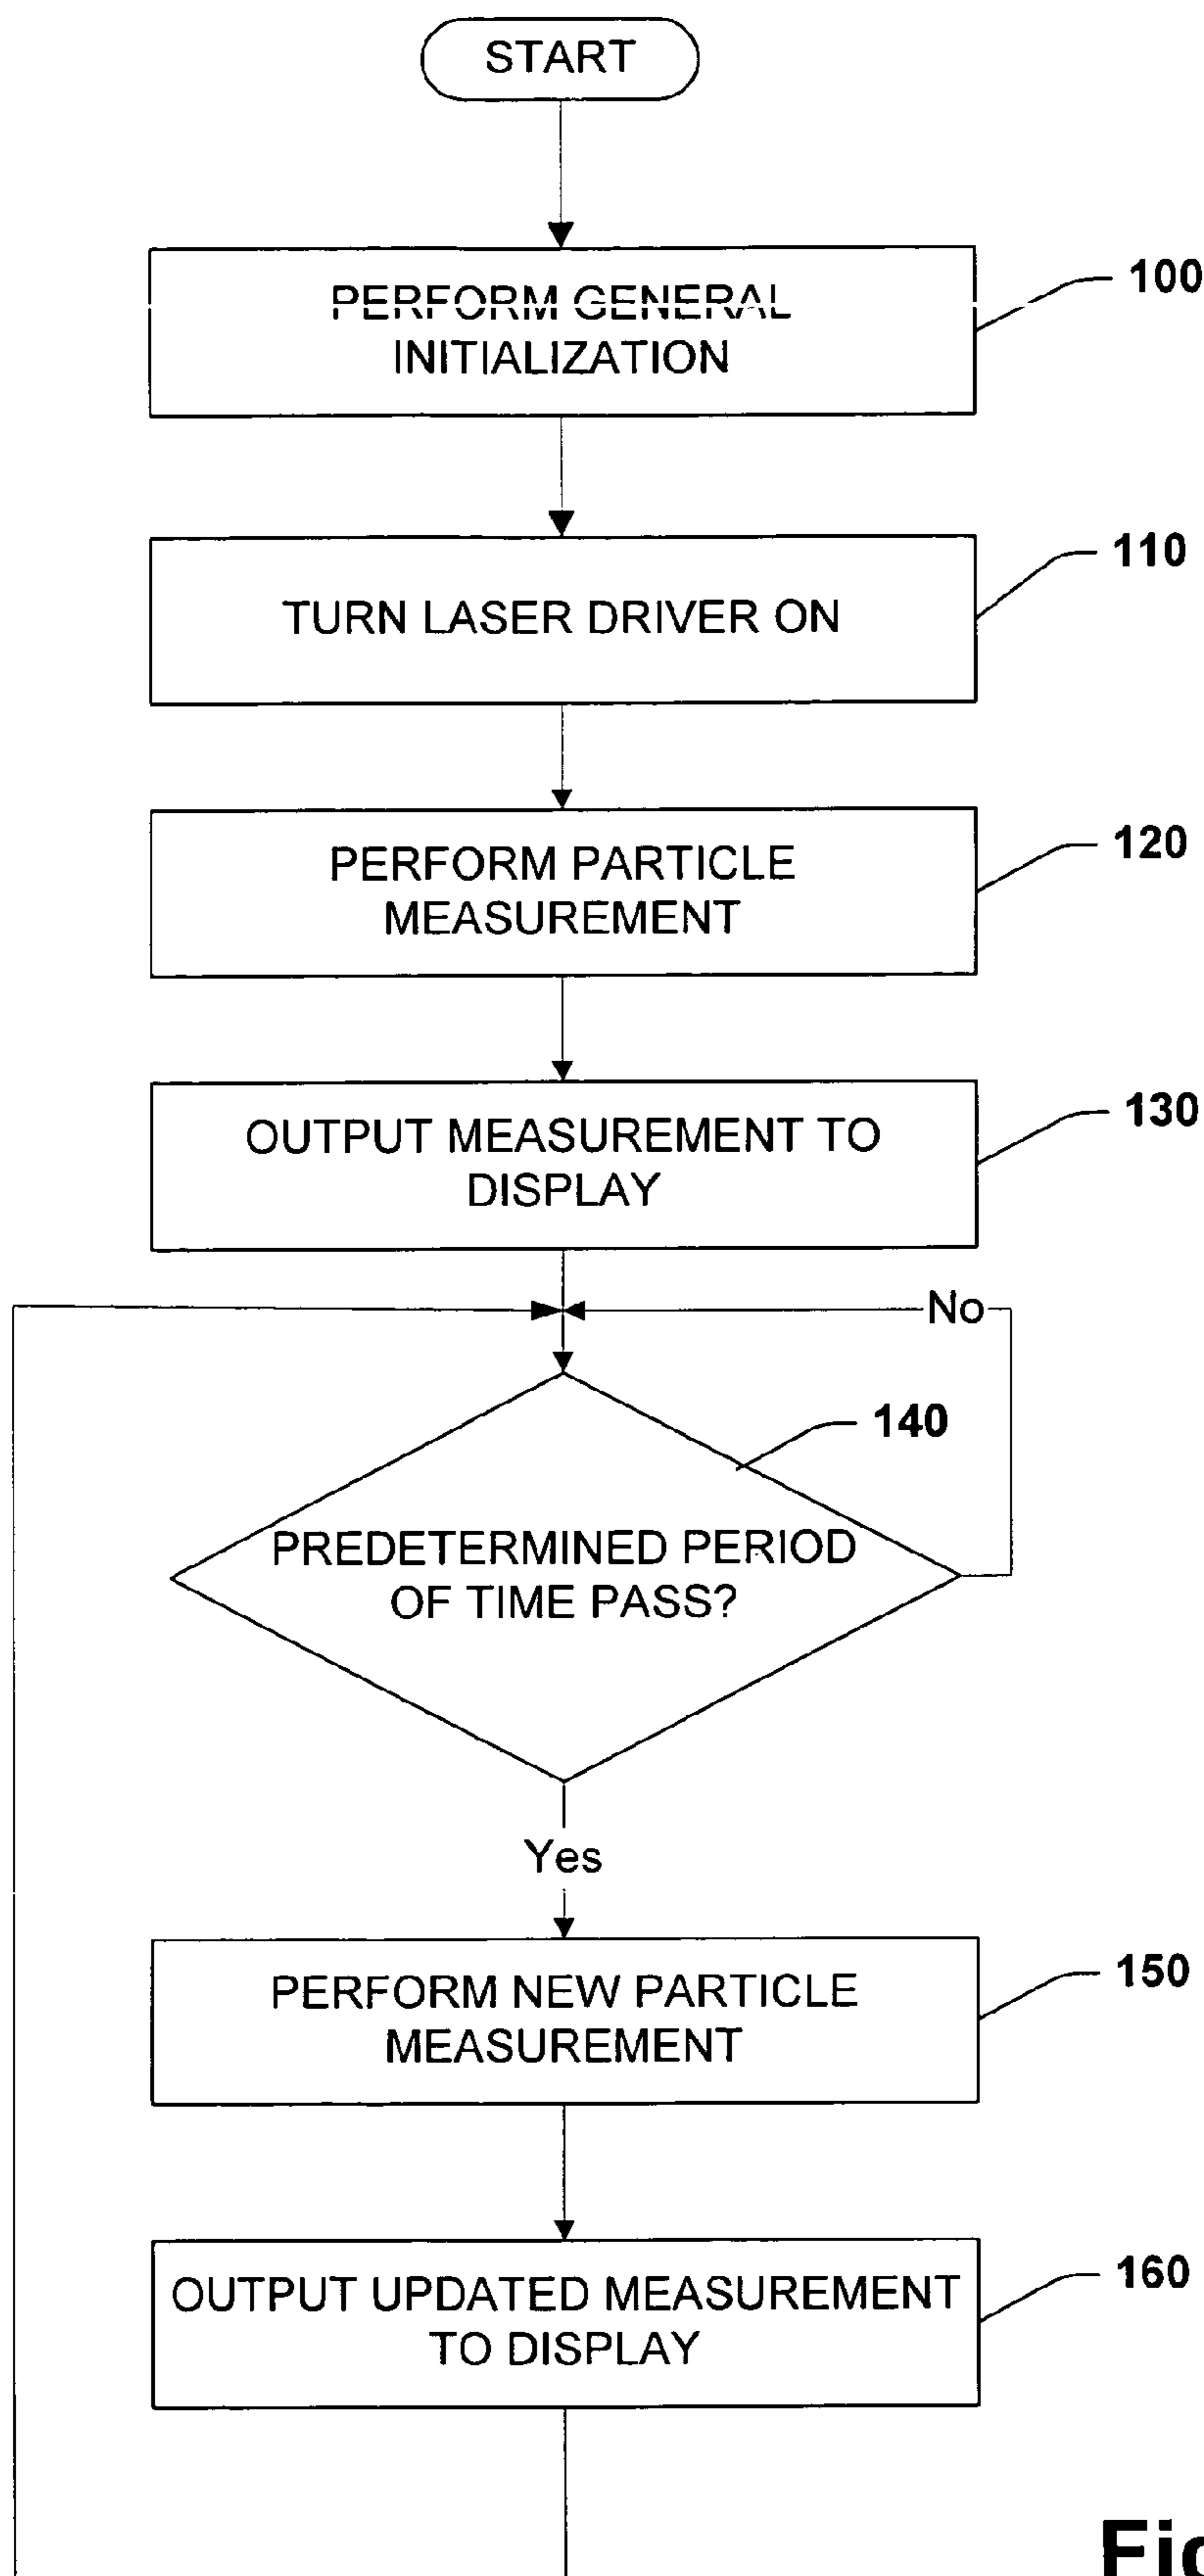 START
PERFORM GENERAL
INITIALIZATION
100
TURN LASER DRIVER ON
110
PERFORM PARTICLE
MEASUREMENT
120
OUTPUT MEASUREMENT TO
DISPLAY
130
No
140
PREDETERMINED PERIOD
OF TIME PASS?
Yes
PERFORM NEW PARTICLE
MEASUREMENT
150
OUTPUT UPDATED MEASUREMENT
TO DISPLAY
160